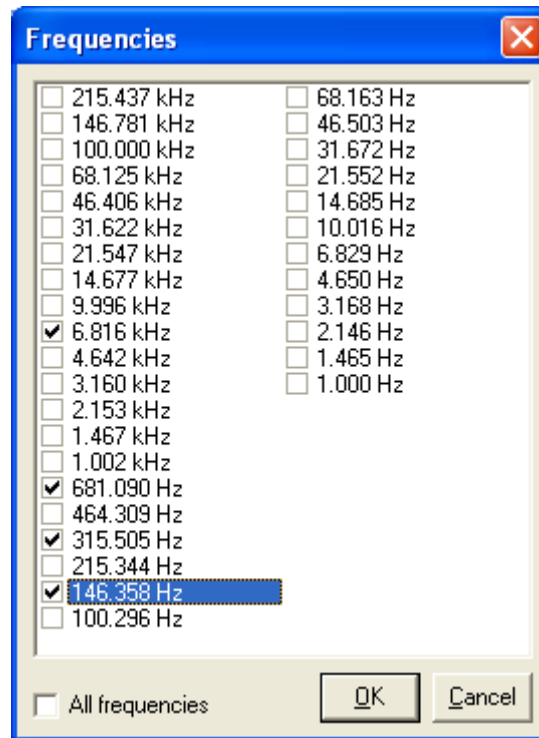 Frequencies
215.437 kHz
146.781 kHz
100.000 kHz
68.125 kHz
46.406 kHz
31.622 kHz
21.547 kHz
14.677 kHz
9.996 kHz
6.816 kHz
4.642 kHz
3.160 kHz
2.153 kHz
1.467 kHz
1.002 kHz
681.090 Hz
464.309 Hz
315.505 Hz
215.344 Hz
146.358 Hz
100.296 Hz
68.163 Hz
46.503 Hz
31.672 Hz
21.552 Hz
14.685 Hz
10.016 Hz
6.829 Hz
4.650 Hz
3.168 Hz
2.146 Hz
1.465 Hz
1.000 Hz
All frequencies
OK
Cancel